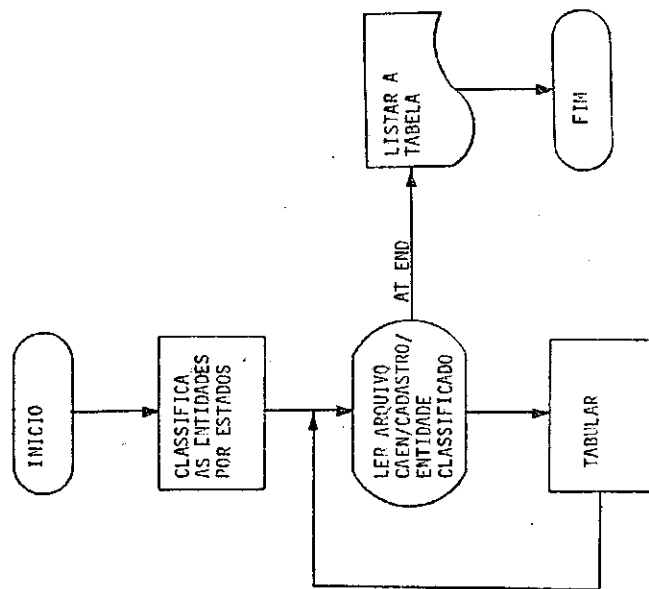 INICIO
CLASSIFICA
AS ENTIDADES
POR ESTADOS
LER ARQUIVO
CAEN/CADASTRO/
ENTIDADE
CLASSIFICADO
AT END
LISTAR A
TABELA
TABULAR
FIM